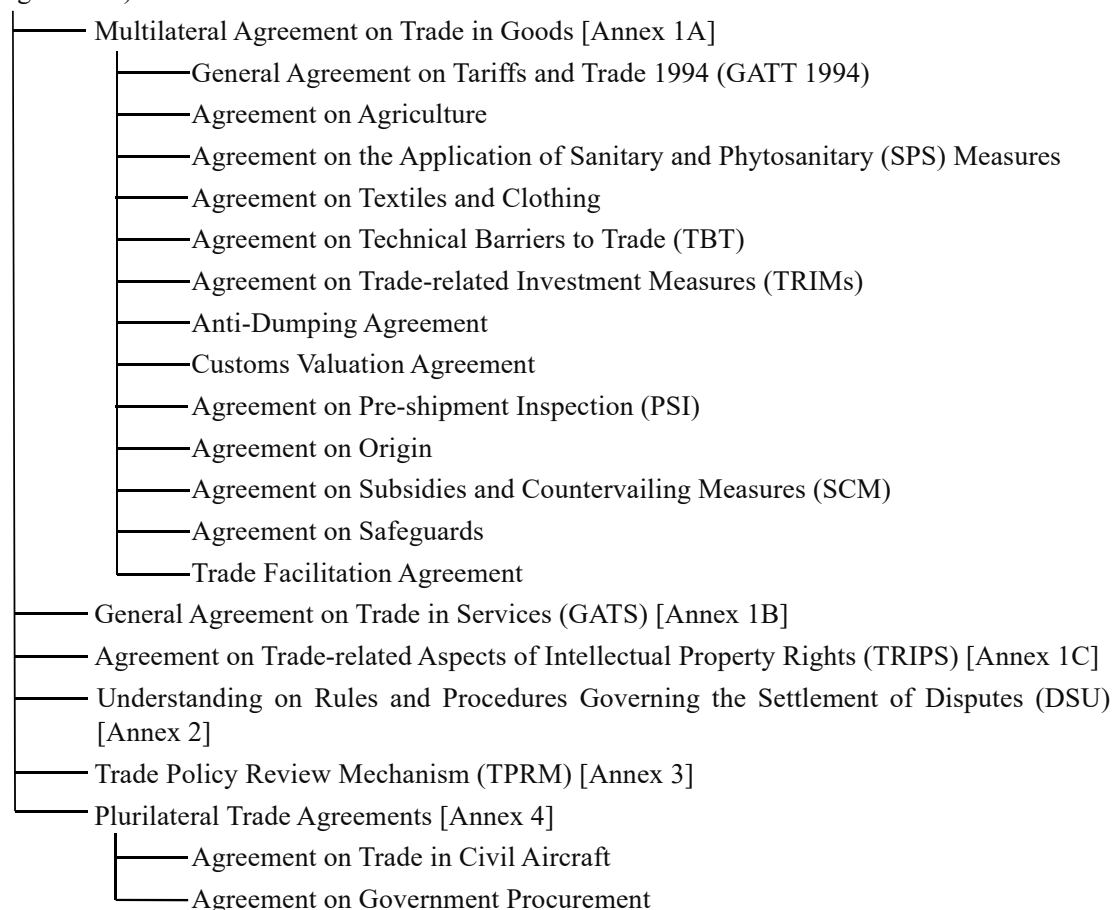 Multilateral Agreement on Trade in Goods [Annex 1A]
General Agreement on Tariffs and Trade 1994 (GATT 1994)
Agreement on Agriculture
Agreement on the Application of Sanitary and Phytosanitary (SPS) Measures
Agreement on Textiles and Clothing
Agreement on Technical Barriers to Trade (TBT)
Agreement on Trade-related Investment Measures (TRIMs)
Anti-Dumping Agreement
Customs Valuation Agreement
Agreement on Pre-shipment Inspection (PSI)
Agreement on Origin
Agreement on Subsidies and Countervailing Measures (SCM)
Agreement on Safeguards
Trade Facilitation Agreement
General Agreement on Trade in Services (GATS) [Annex 1B]
Agreement on Trade-related Aspects of Intellectual Property Rights (TRIPS) [Annex 1C]
Understanding on Rules and Procedures Governing the Settlement of Disputes (DSU)
[Annex 2]
Trade Policy Review Mechanism (TPRM) [Annex 3]
Plurilateral Trade Agreements [Annex 4]
Agreement on Trade in Civil Aircraft
Agreement on Government Procurement